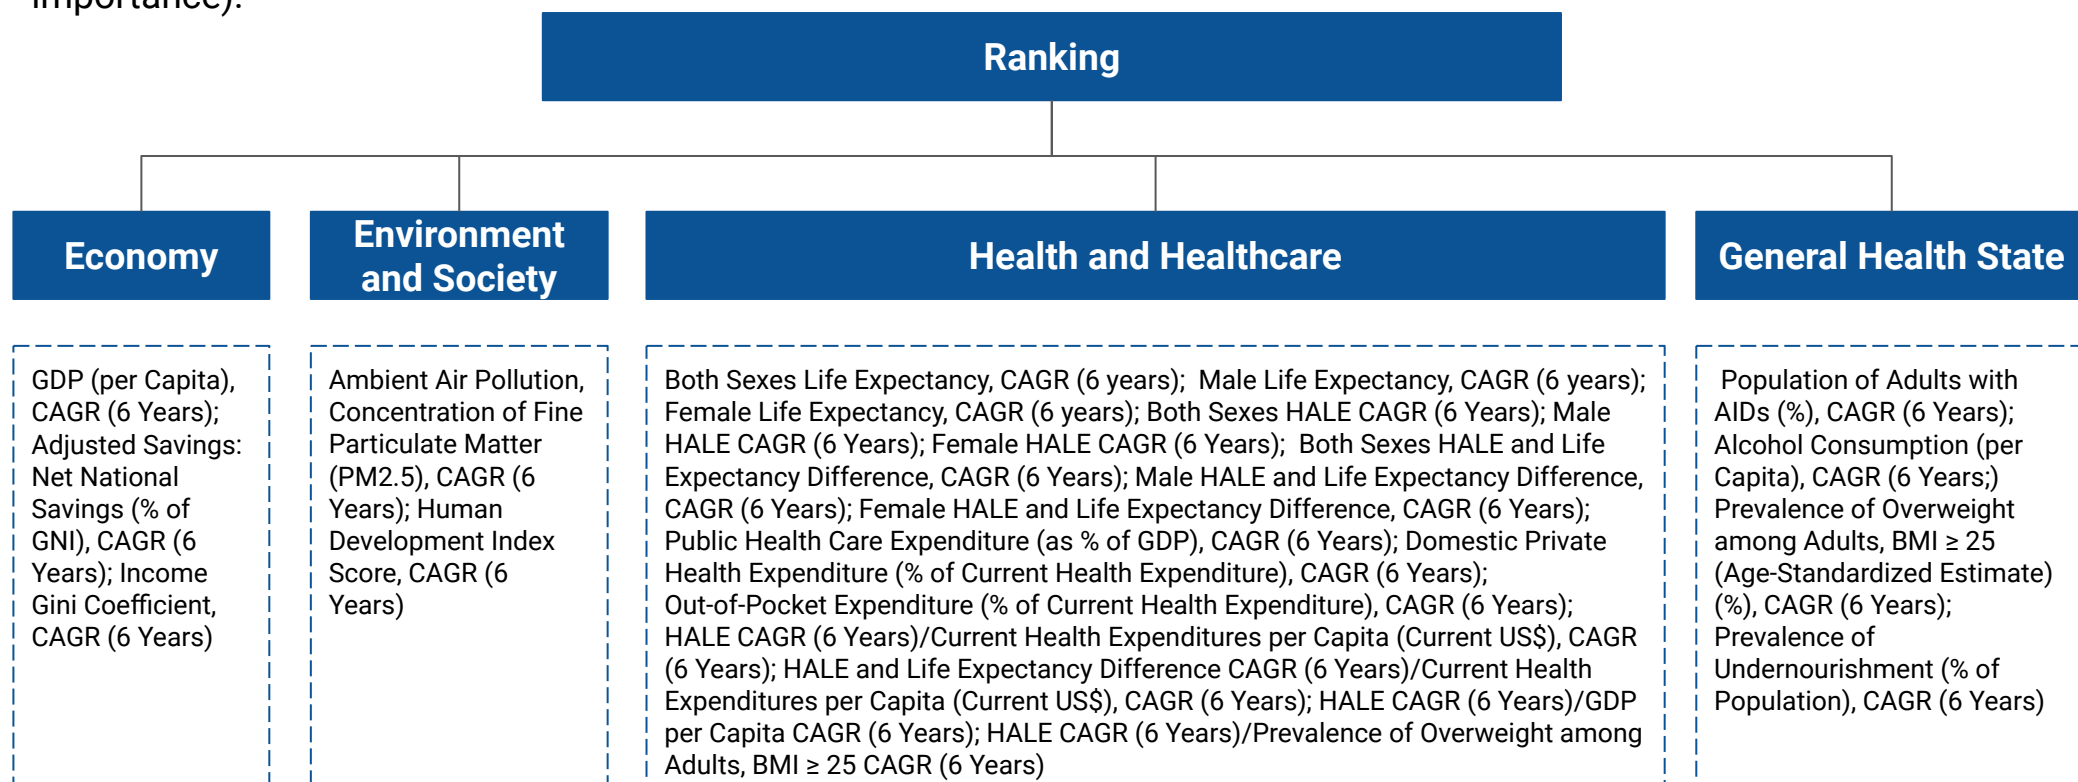 importance):
Ranking
Economy
Environment
and Society
Health and Healthcare
General Health State
GDP (per Capita),
CAGR (6 Years);
Adjusted Savings:
Net National
Savings (% of
GNI), CAGR (6
Years); Income
Gini Coefficient,
CAGR (6 Years)
Ambient Air Pollution,
Concentration of Fine
Particulate Matter
(PM2.5), CAGR (6
Years); Human
Development Index
Score, CAGR (6
Years)
Both Sexes Life Expectancy, CAGR (6 years); Male Life Expectancy, CAGR (6 years);
Female Life Expectancy, CAGR (6 years); Both Sexes HALE CAGR (6 Years); Male
HALE CAGR (6 Years); Female HALE CAGR (6 Years); Both Sexes HALE and Life
Expectancy Difference, CAGR (6 Years); Male HALE and Life Expectancy Difference,
CAGR (6 Years); Female HALE and Life Expectancy Difference, CAGR (6 Years);
Public Health Care Expenditure (as % of GDP), CAGR (6 Years); Domestic Private
Health Expenditure (% of Current Health Expenditure), CAGR (6 Years);
Out-of-Pocket Expenditure (% of Current Health Expenditure), CAGR (6 Years);
HALE CAGR (6 Years)/Current Health Expenditures per Capita (Current US$), CAGR
(6 Years); HALE and Life Expectancy Difference CAGR (6 Years)/Current Health
Expenditures per Capita (Current US$), CAGR (6 Years); HALE CAGR (6 Years)/GDP
per Capita CAGR (6 Years); HALE CAGR (6 Years)/Prevalence of Overweight among
Adults, BMI ≥ 25 CAGR (6 Years)
Population of Adults with
AIDs (%), CAGR (6 Years);
Alcohol Consumption (per
Capita), CAGR (6 Years;)
Prevalence of Overweight
among Adults, BMI ≥ 25
(Age-Standardized Estimate)
(%), CAGR (6 Years);
Prevalence of
Undernourishment (% of
Population), CAGR (6 Years)